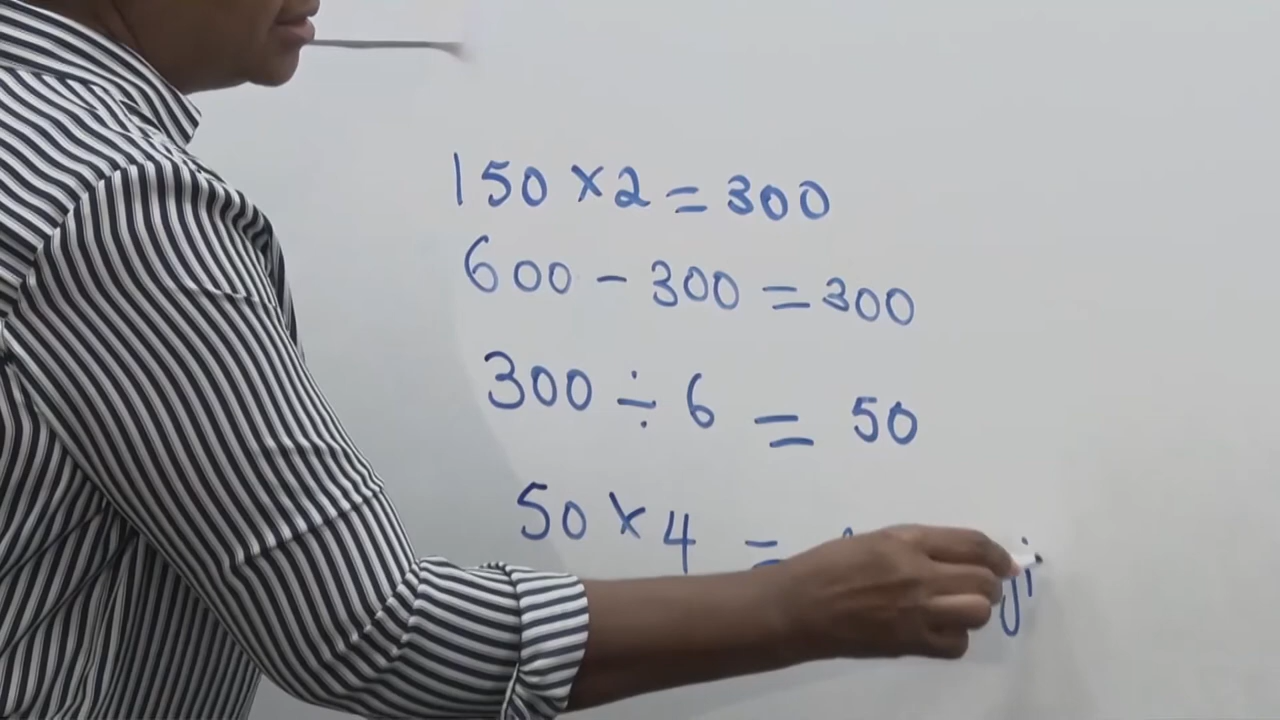 150 × 2 = 300
600 − 300 = 300
300 ÷ 6 = 50
50 × 4 =